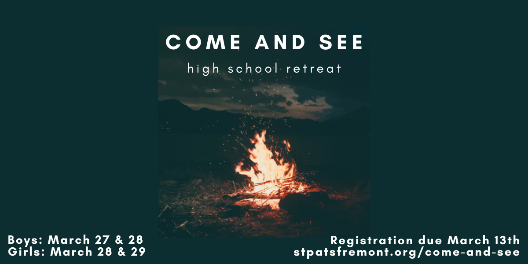 COME AND SEE
high school retreat
Boys: March 27 & 28
Girls: March 28 & 29
Registration due March 13th
stpatsfremont.org/come-and-see